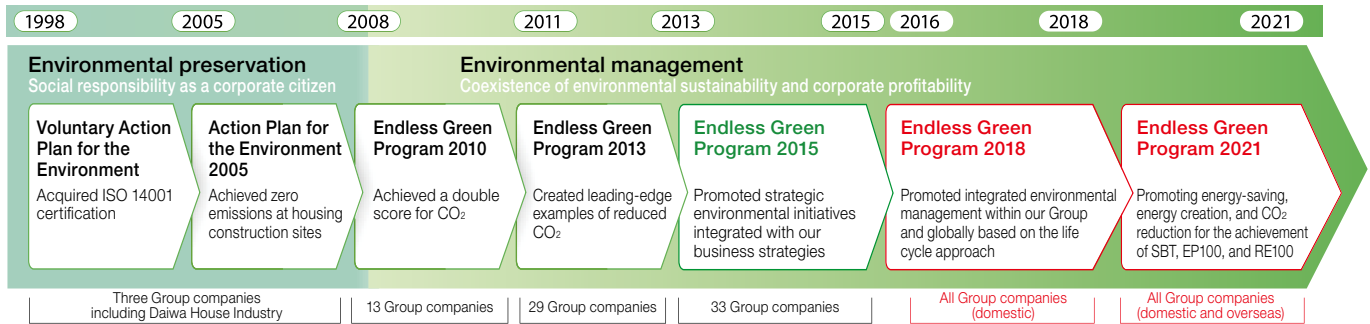 1998
2005
2008
2011
2013
2015
2016
2018
2021
Environmental preservation
Social responsibility as a corporate citizen
Environmental management
Coexistence of environmental sustainability and corporate profitability
Voluntary Action
Plan for the
Environment
Acquired ISO 14001
certification
Action Plan for
the Environment
2005
Achieved zero
emissions at housing
construction sites
Endless Green
Program 2010
Achieved a double
score for CO₂
Endless Green
Program 2013
Created leading-edge
examples of reduced
CO₂
Endless Green
Program 2015
Promoted strategic
environmental initiatives
integrated with our
business strategies
Endless Green
Program 2018
Promoted integrated environmental
management within our Group
and globally based on the life
cycle approach
Endless Green
Program 2021
Promoting energy-saving,
energy creation, and CO₂
reduction for the achievement
of SBT, EP100, and RE100
Three Group companies
including Daiwa House Industry
13 Group companies
29 Group companies
33 Group companies
All Group companies
(domestic)
All Group companies
(domestic and overseas)